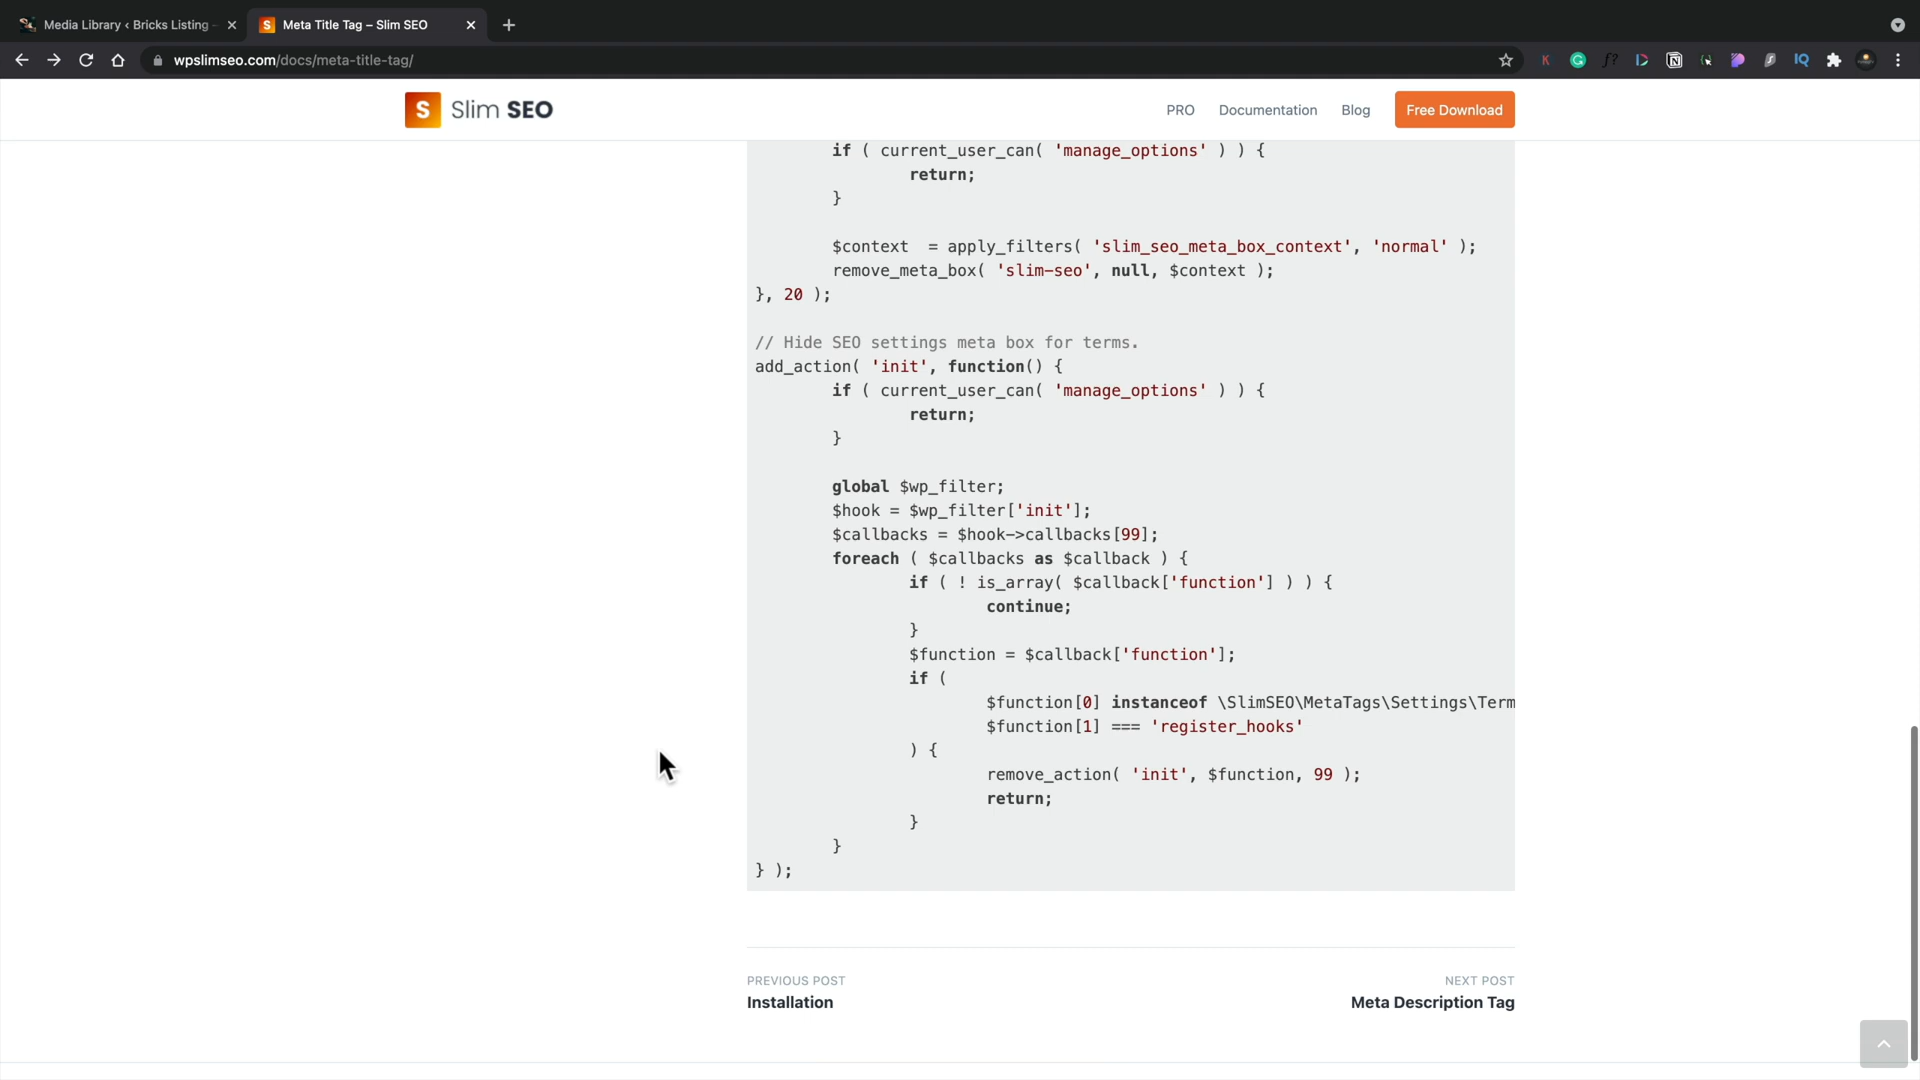 Media Library ‹ Bricks Listing –
Meta Title Tag – Slim SEO
wpslimseo.com/docs/meta-title-tag/
S Slim SEO
PRO Documentation Blog Free Download
if ( current_user_can( 'manage_options' ) ) {
return;
}
$context  = apply_filters( 'slim_seo_meta_box_context', 'normal' );
remove_meta_box( 'slim-seo', null, $context );
}, 20 );
// Hide SEO settings meta box for terms.
add_action( 'init', function() {
if ( current_user_can( 'manage_options' ) ) {
return;
}
global $wp_filter;
$hook = $wp_filter['init'];
$callbacks = $hook->callbacks[99];
foreach ( $callbacks as $callback ) {
if ( ! is_array( $callback['function'] ) ) {
continue;
}
$function = $callback['function'];
if (
$function[0] instanceof \SlimSEO\MetaTags\Settings\Term
$function[1] === 'register_hooks'
) {
remove_action( 'init', $function, 99 );
return;
}
}
} );
PREVIOUS POST
Installation
NEXT POST
Meta Description Tag